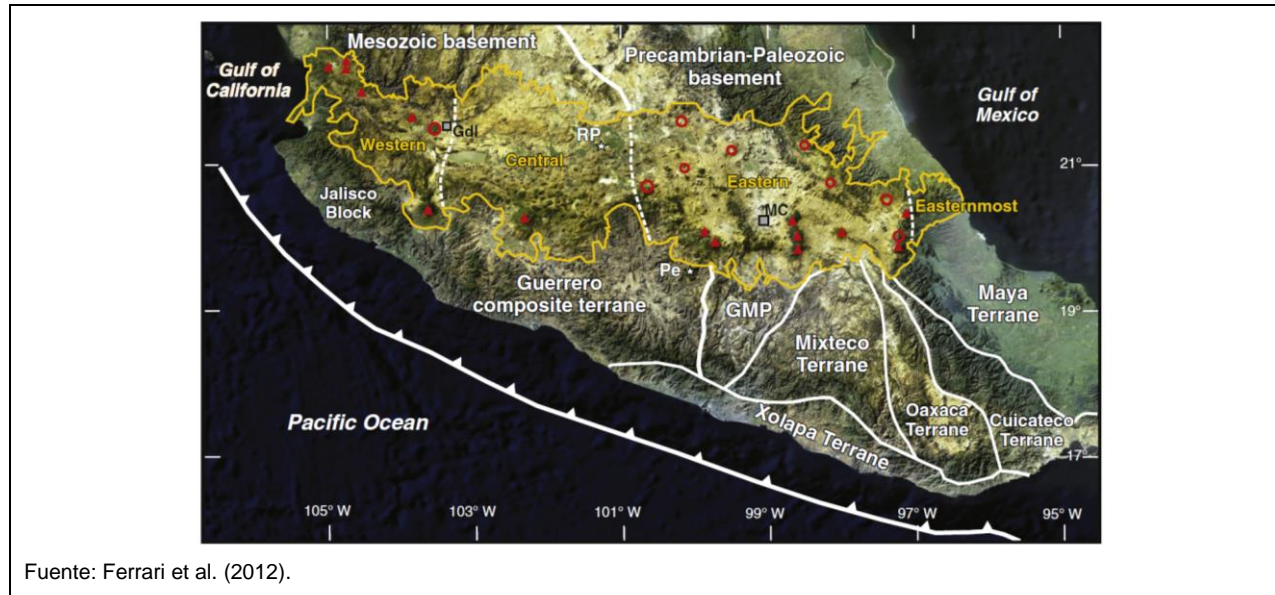 Mesozoic basement
Precambrian-Paleozoic
basement
Gulf of
California
Gulf of
Mexico
Gdl
RP
21°
Western
Central
Eastern
Jalisco
Block
MC
Easternmost
Pe
Guerrero
composite terrane
GMP
Maya
Terrane
19°
Mixteco
Terrane
Pacific Ocean
Xolapa Terrane
Oaxaca
Terrane
Cuicateco
Terrane
17°
105° W
103° W
101° W
99° W
97° W
95° W
Fuente: Ferrari et al. (2012).